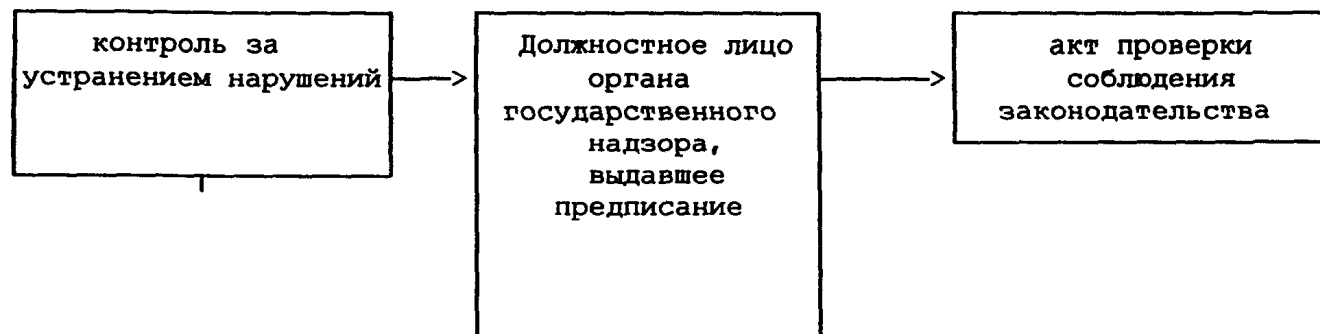 контроль за
устранением нарушений
Должностное лицо
органа
государственного
надзора,
выдавшее
предписание
акт проверки
соблюдения
законодательства